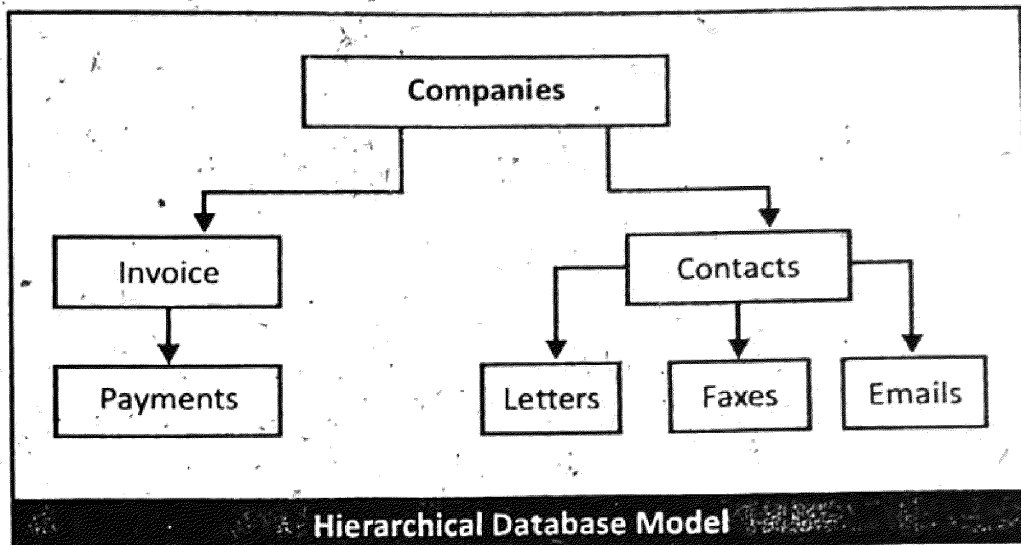 Companies
Invoice
Contacts
Payments
Letters
Faxes
Emails
Hierarchical Database Model